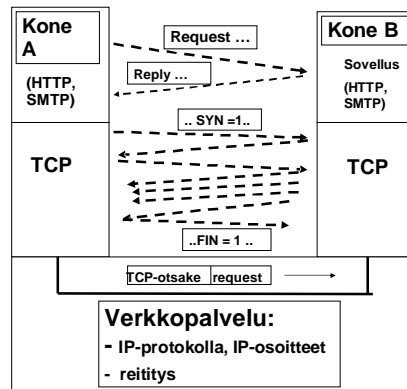 Kone
A
(HTTP,
SMTP)
Request …
Reply …
Kone B
Sovellus
(HTTP,
SMTP)
.. SYN =1..
TCP
TCP
..FIN = 1 ..
TCP-otsake request
Verkkopalvelu:
- IP-protokolla, IP-osoitteet
- reititys